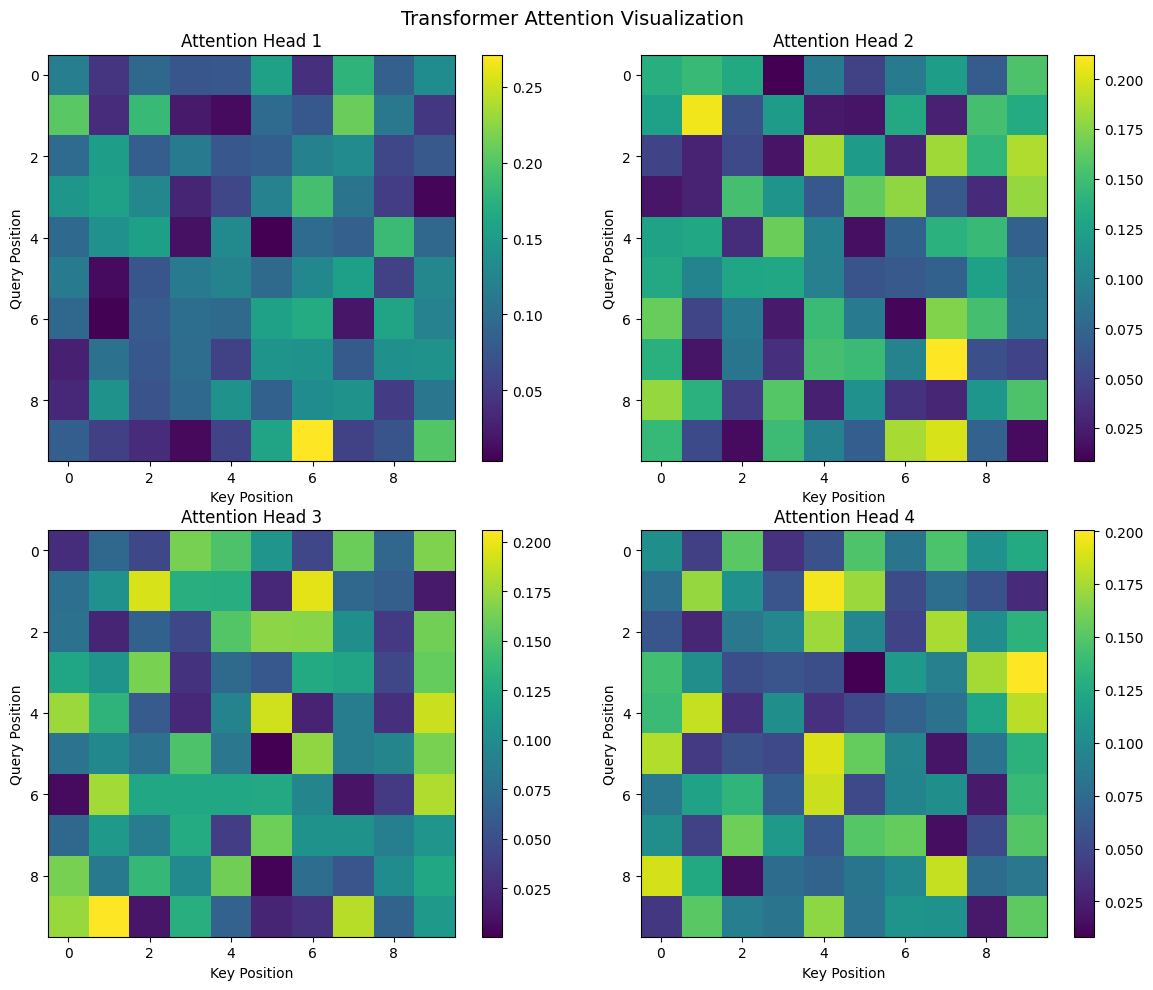 Transformer Attention Visualization
Attention Head 1
Query Position
0
2
4
6
8
0 2 4 6 8
Key Position
0.25
0.20
0.15
0.10
0.05
Attention Head 2
Query Position
0
2
4
6
8
0 2 4 6 8
Key Position
0.200
0.175
0.150
0.125
0.100
0.075
0.050
0.025
Attention Head 3
Query Position
0
2
4
6
8
0 2 4 6 8
Key Position
0.200
0.175
0.150
0.125
0.100
0.075
0.050
0.025
Attention Head 4
Query Position
0
2
4
6
8
0 2 4 6 8
Key Position
0.200
0.175
0.150
0.125
0.100
0.075
0.050
0.025